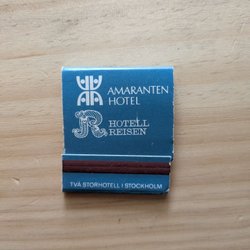 AMARANTEN
HOTEL
R HOTELL
REISEN
TVÅ STORHOTELL I STOCKHOLM